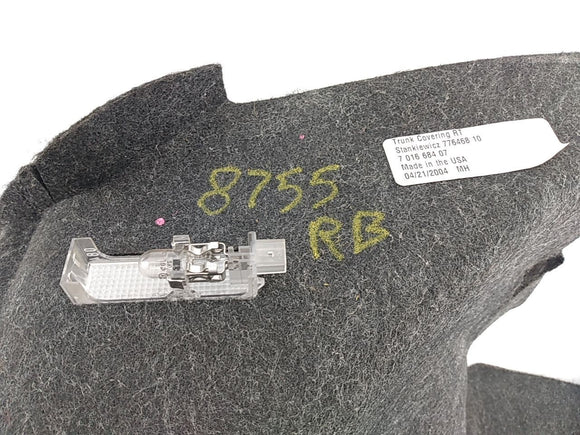 Trunk Covering RT
Stankiewicz 776468 10
7 016 684 07
Made in the USA
04/21/2004 MH
8755
RB